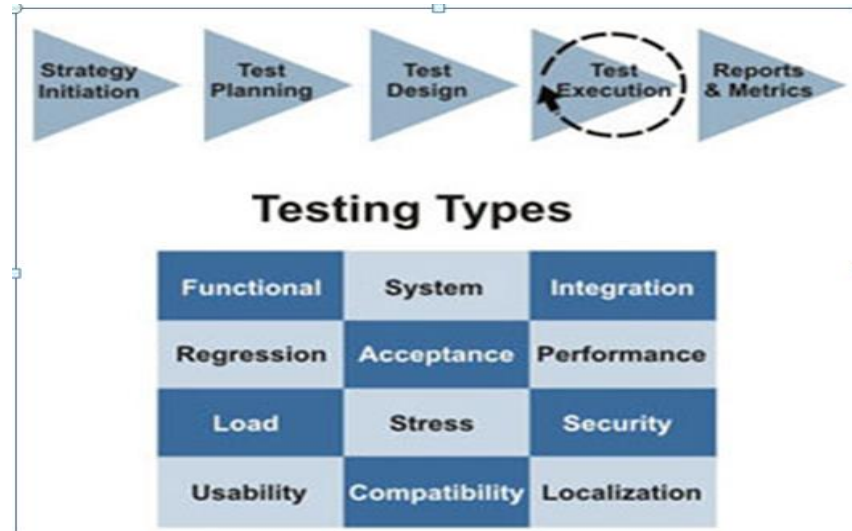 Strategy Initiation
Test Planning
Test Design
Test Execution
Reports & Metrics
Testing Types
Functional System Integration
Regression Acceptance Performance
Load Stress Security
Usability Compatibility Localization